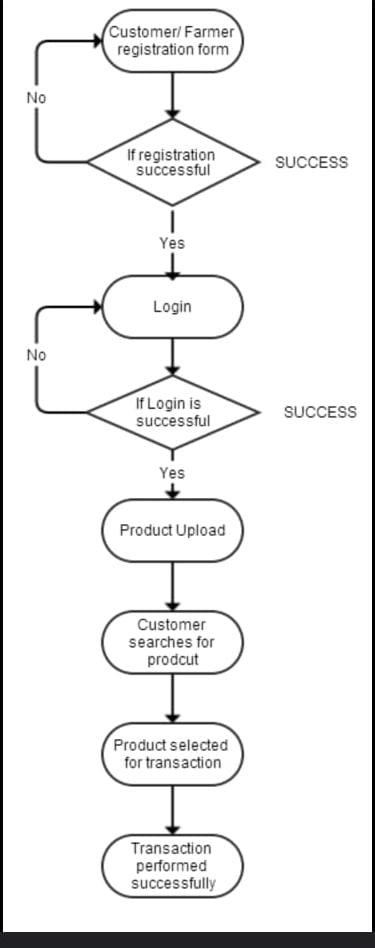 Customer/ Farmer
registration form
No
If registration
successful
SUCCESS
Yes
Login
No
If Login is
successful
SUCCESS
Yes
Product Upload
Customer
searches for
prodcut
Product selected
for transaction
Transaction
performed
successfully